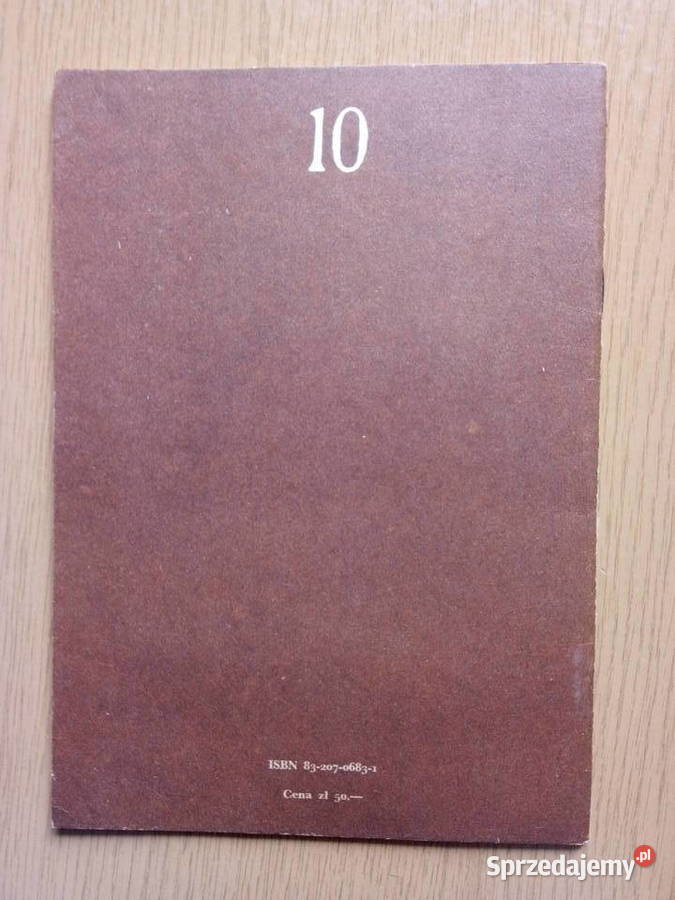 10
ISBN 83-207-0683-1
Cena zł 50.—
Sprzedajemy.pl